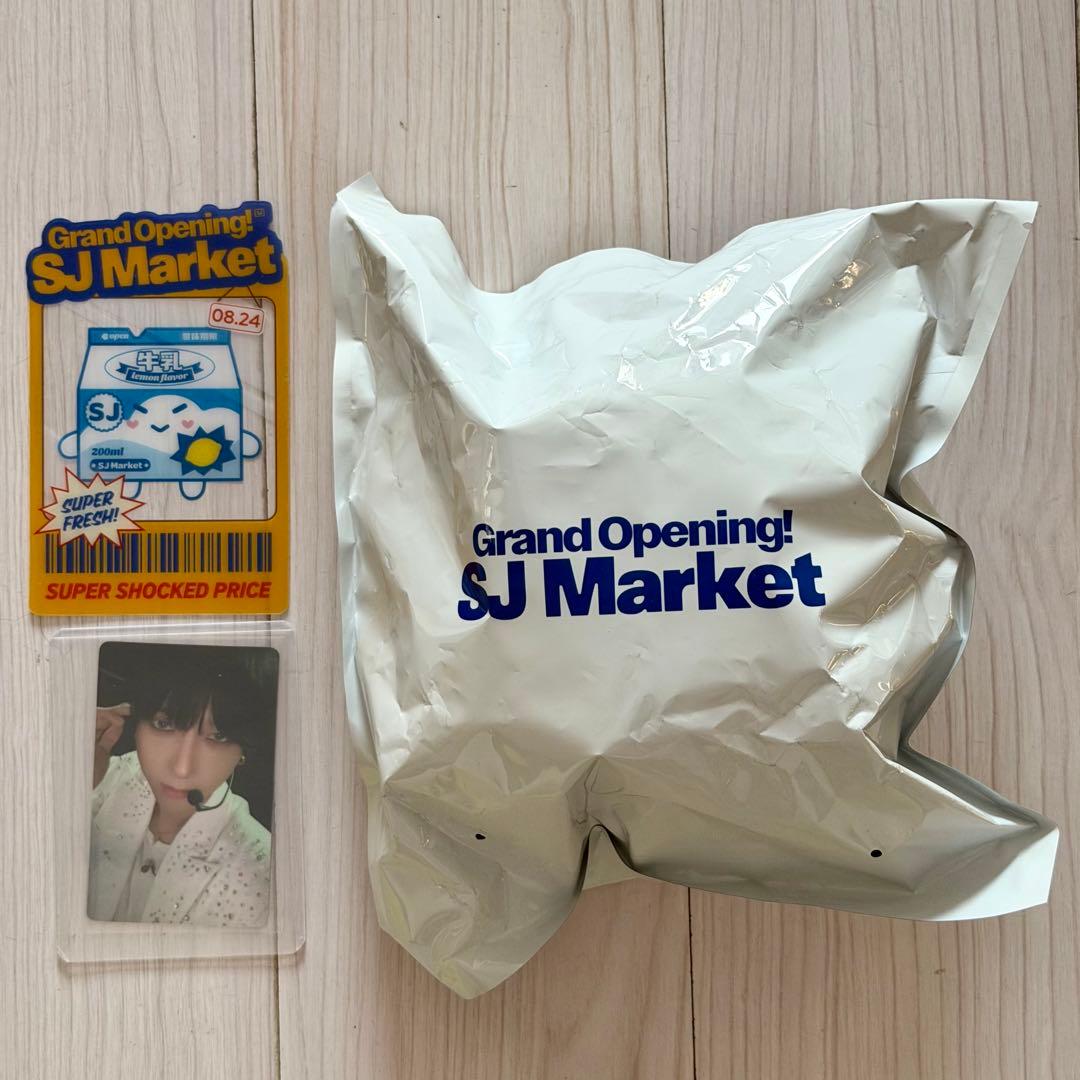 Grand Opening!
SJ Market
08.24
open
牛乳
lemon flavor
SJ
200ml
SJ Market
SUPER
FRESH!
SUPER SHOCKED PRICE
Grand Opening!
SJ Market